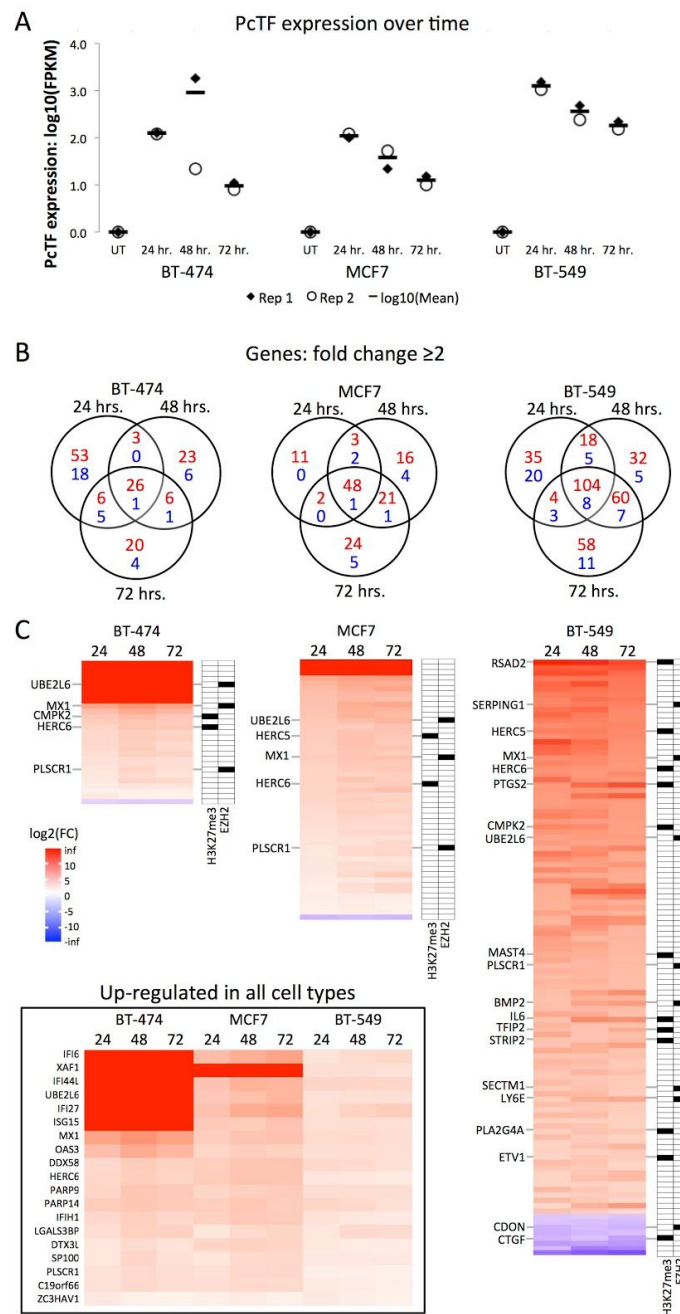 A
PcTF expression over time
PcTF expression: log10(FPKM)
4.0
3.0
2.0
1.0
0.0
UT 24 hr. 48 hr. 72 hr. UT 24 hr. 48 hr. 72 hr. UT 24 hr. 48 hr. 72 hr.
BT-474 MCF7 BT-549
Rep 1 Rep 2 log10(Mean)
B
Genes: fold change ≥2
BT-474
24 hrs. 48 hrs.
3
0
53
18
23
6
26
1
6
5
6
1
20
4
72 hrs.
MCF7
24 hrs. 48 hrs.
3
2
11
0
16
4
48
1
2
0
21
1
24
5
72 hrs.
BT-549
24 hrs. 48 hrs.
18
5
35
20
32
5
104
8
4
3
60
7
58
11
72 hrs.
C
BT-474
24 48 72
UBE2L6
MX1
CMPK2
HERC6
PLSCR1
H3K27me3
EZH2
log2(FC)
inf
10
5
0
-5
-10
-inf
MCF7
24 48 72
UBE2L6
HERC5
MX1
HERC6
PLSCR1
H3K27me3
EZH2
BT-549
24 48 72
RSAD2
SERPING1
HERC5
MX1
HERC6
PTGS2
CMPK2
UBE2L6
MAST4
PLSCR1
BMP2
IL6
TFIP2
STRIP2
SECTM1
LY6E
PLA2G4A
ETV1
CDON
CTGF
H3K27me3
EZH2
Up-regulated in all cell types
BT-474 MCF7 BT-549
24 48 72 24 48 72 24 48 72
IFI6
XAF1
IFI44L
UBE2L6
IFI27
ISG15
MX1
OAS3
DDX58
HERC6
PARP9
PARP14
IFIH1
LGALS3BP
DTX3L
SP100
PLSCR1
C19orf66
ZC3HAV1